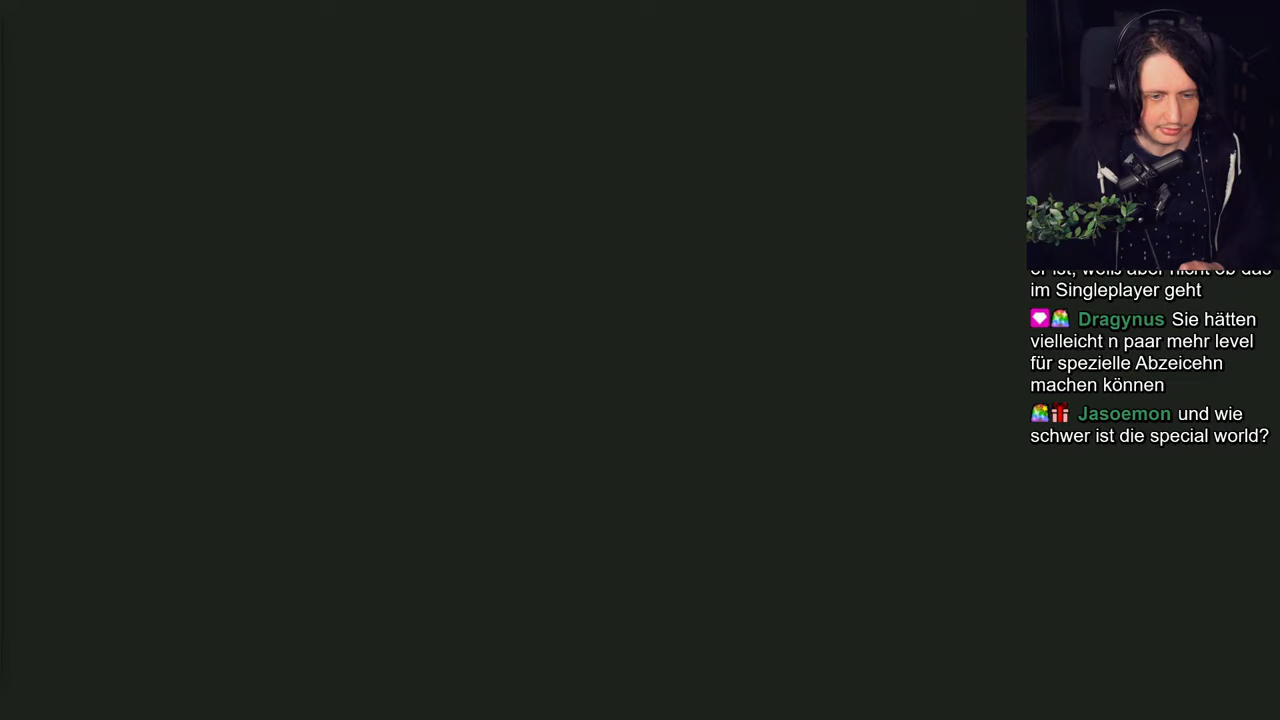 im Singleplayer geht
Dragynus Sie hätten
vielleicht n paar mehr level
für spezielle Abzeicehn
machen können
Jasoemon und wie
schwer ist die special world?